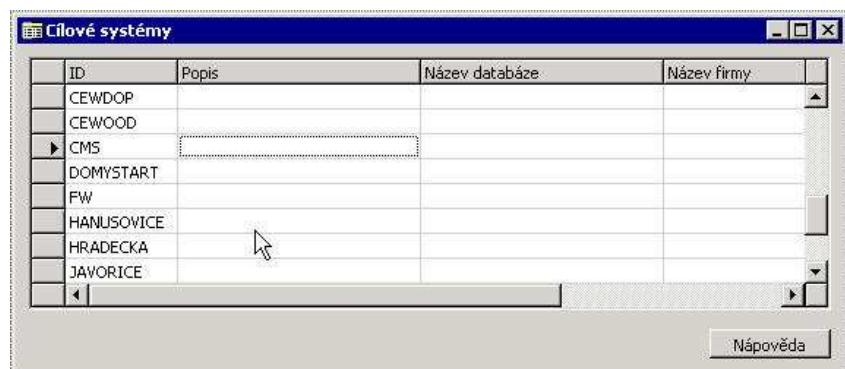 Cílové systémy
ID Popis Název databáze Název firmy
CEWDOP
CEWOOD
CMS
DOMYSTART
FW
HANUSOVICE
HRADECKA
JAVORICE
Nápověda